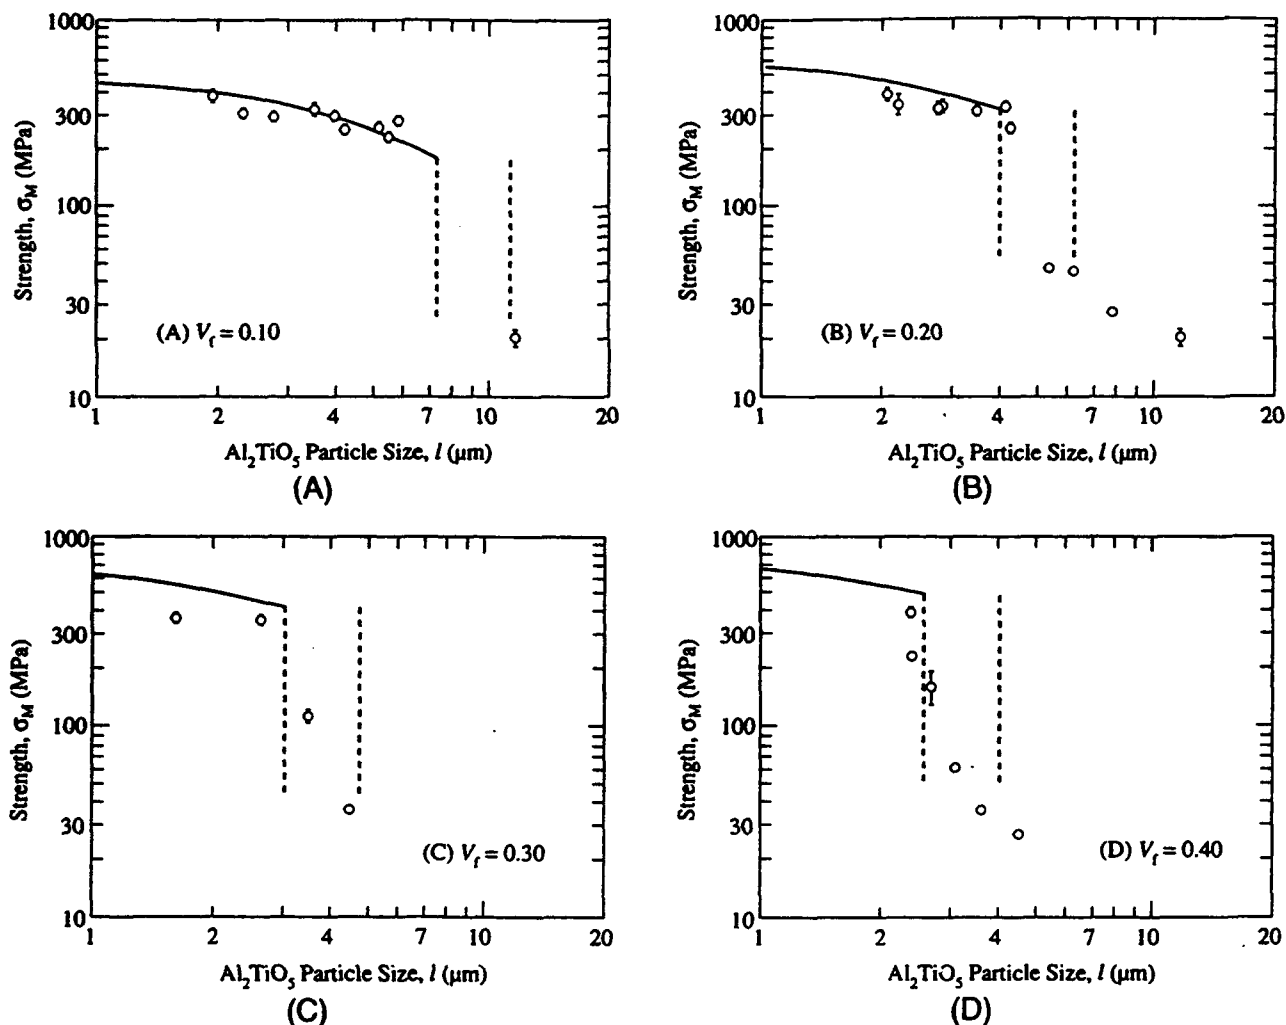 1000
300
100
30
10
Strength, σM (MPa)
(A) Vf = 0.10
1 2 4 7 10 20
Al2TiO5 Particle Size, l (μm)
(A)
1000
300
100
30
10
Strength, σM (MPa)
(B) Vf = 0.20
1 2 4 7 10 20
Al2TiO5 Particle Size, l (μm)
(B)
1000
300
100
30
10
Strength, σM (MPa)
(C) Vf = 0.30
1 2 4 7 10 20
Al2TiO5 Particle Size, l (μm)
(C)
1000
300
100
30
10
Strength, σM (MPa)
(D) Vf = 0.40
1 2 4 7 10 20
Al2TiO5 Particle Size, l (μm)
(D)